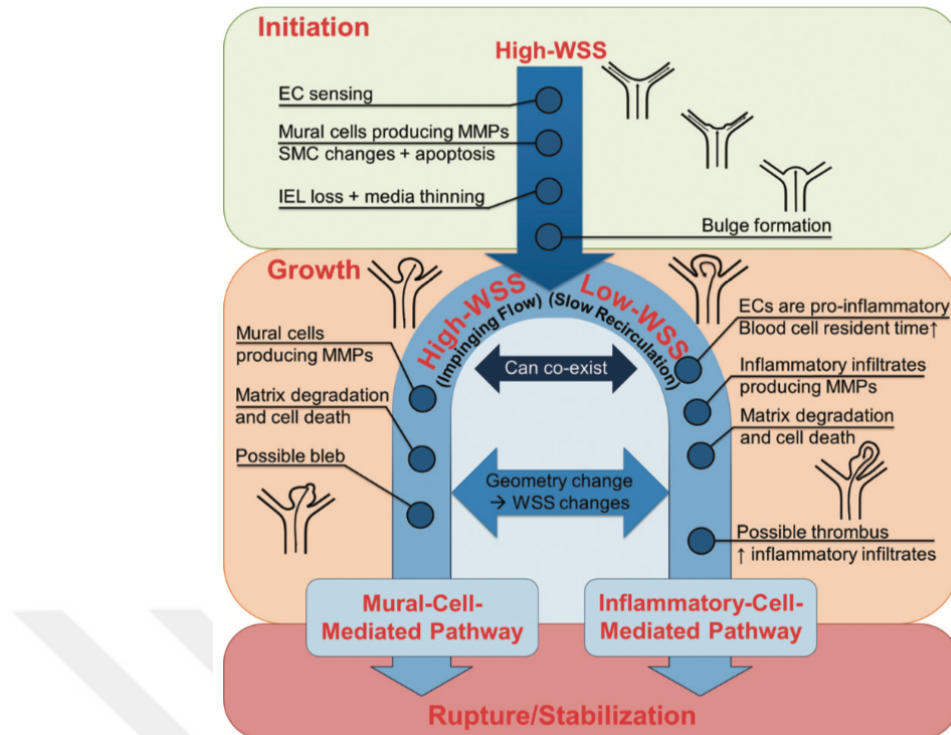 Initiation
High-WSS
EC sensing
Mural cells producing MMPs
SMC changes + apoptosis
IEL loss + media thinning
Bulge formation
Growth
High-WSS
(Impinging Flow)
Low-WSS
(Slow Recirculation)
Mural cells
producing MMPs
Matrix degradation
and cell death
Possible bleb
Can co-exist
Geometry change
→ WSS changes
ECs are pro-inflammatory
Blood cell resident time↑
Inflammatory infiltrates
producing MMPs
Matrix degradation
and cell death
Possible thrombus
↑ inflammatory infiltrates
Mural-Cell-
Mediated Pathway
Inflammatory-Cell-
Mediated Pathway
Rupture/Stabilization